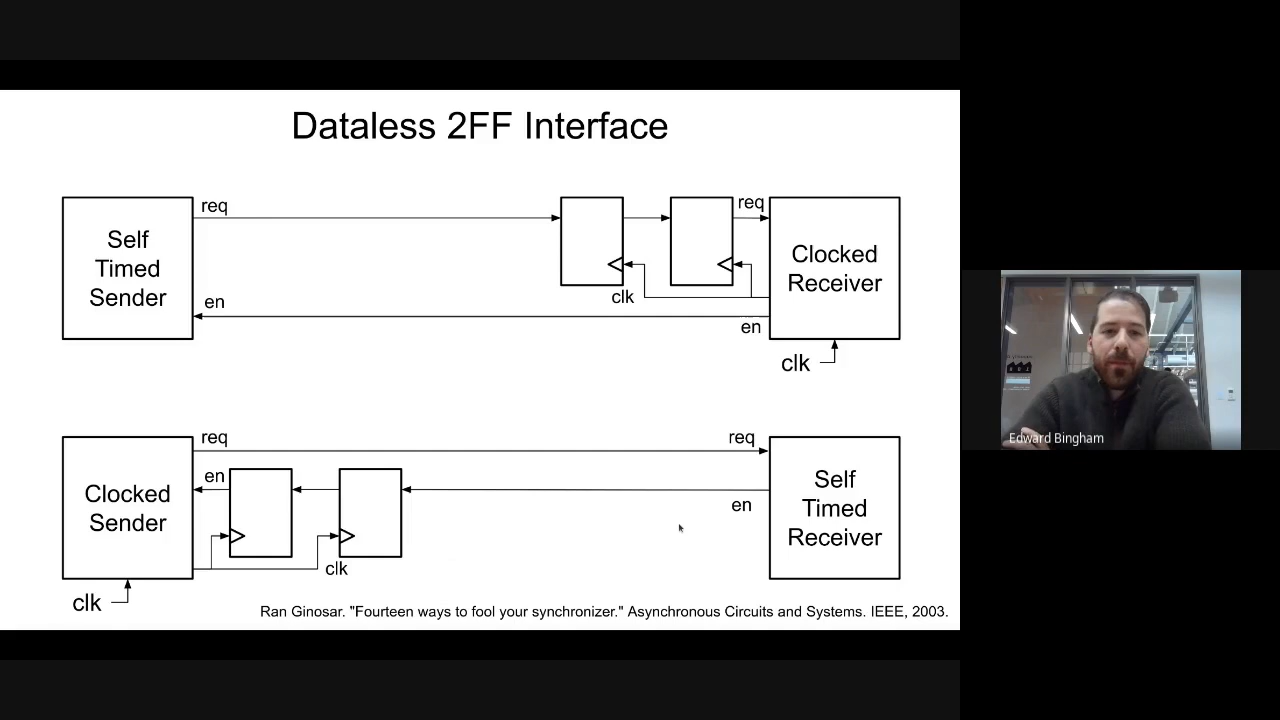 Dataless 2FF Interface
req
req
Self
Timed
Sender
Clocked
Receiver
en
clk
en
clk
req
req
en
Clocked
Sender
Self
Timed
Receiver
en
clk
clk
Ran Ginosar. "Fourteen ways to fool your synchronizer." Asynchronous Circuits and Systems. IEEE, 2003.
Edward Bingham